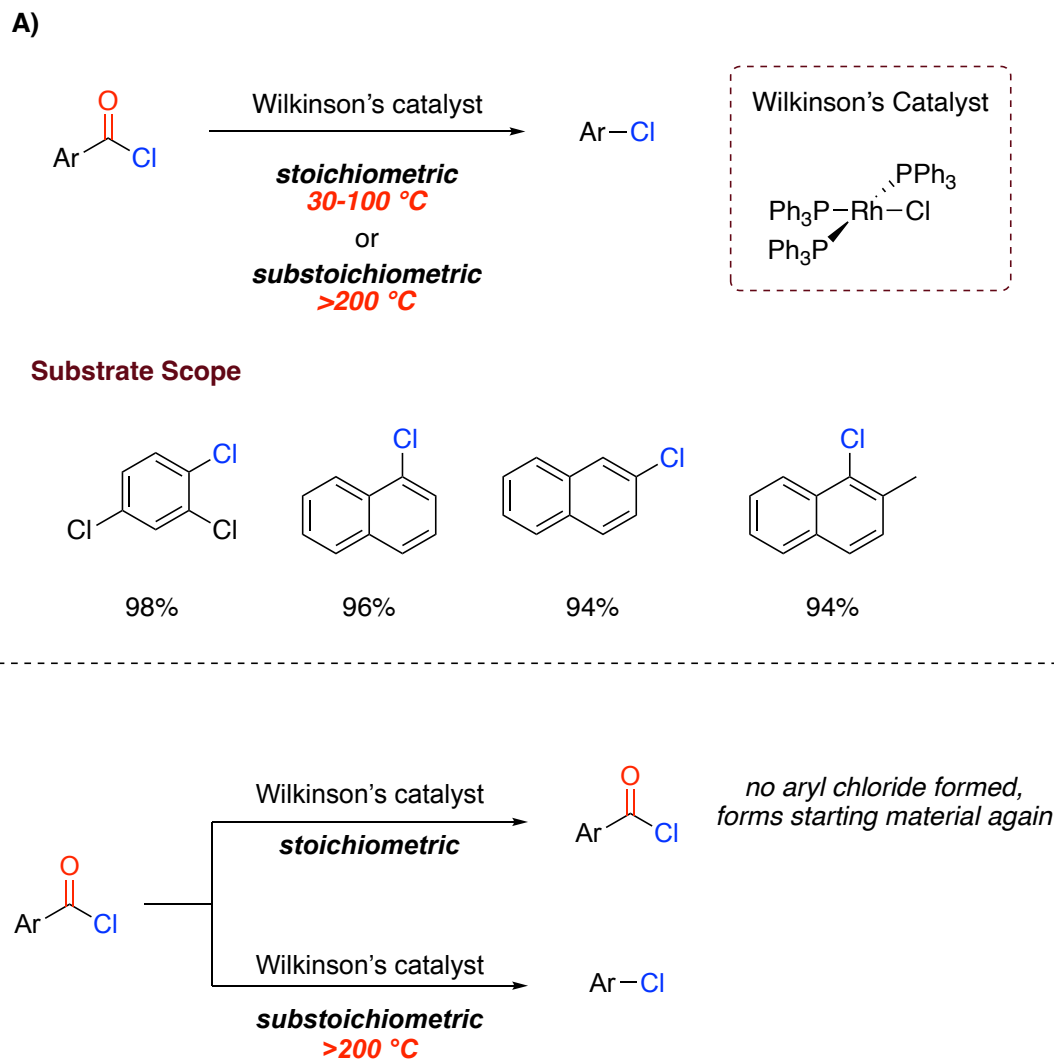 A)
O
Ar
Cl
Wilkinson's catalyst
stoichiometric
30-100 °C
or
substoichiometric
>200 °C
Ar–Cl
Wilkinson's Catalyst
PPh3
Ph3P–Rh–Cl
Ph3P
Substrate Scope
Cl
Cl
Cl
98%
Cl
96%
Cl
94%
Cl
94%
O
Ar
Cl
Wilkinson's catalyst
stoichiometric
O
Ar
Cl
no aryl chloride formed,
forms starting material again
Wilkinson's catalyst
substoichiometric
>200 °C
Ar–Cl